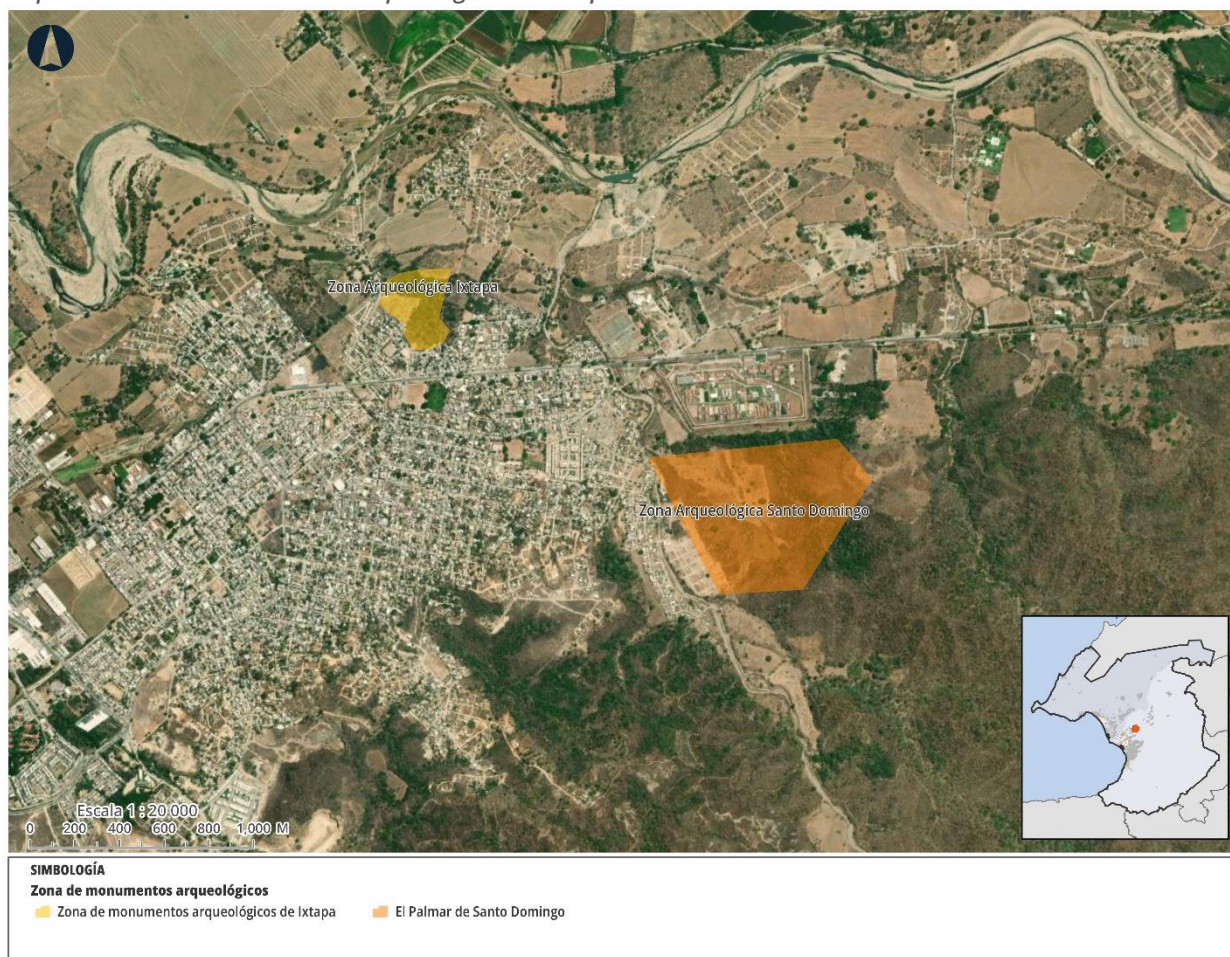 Zona Arqueológica Ixtapa
Zona Arqueológica Santo Domingo
Escala 1 : 20 000
0 200 400 600 800 1,000 M
SIMBOLOGÍA
Zona de monumentos arqueológicos
Zona de monumentos arqueológicos de Ixtapa
El Palmar de Santo Domingo